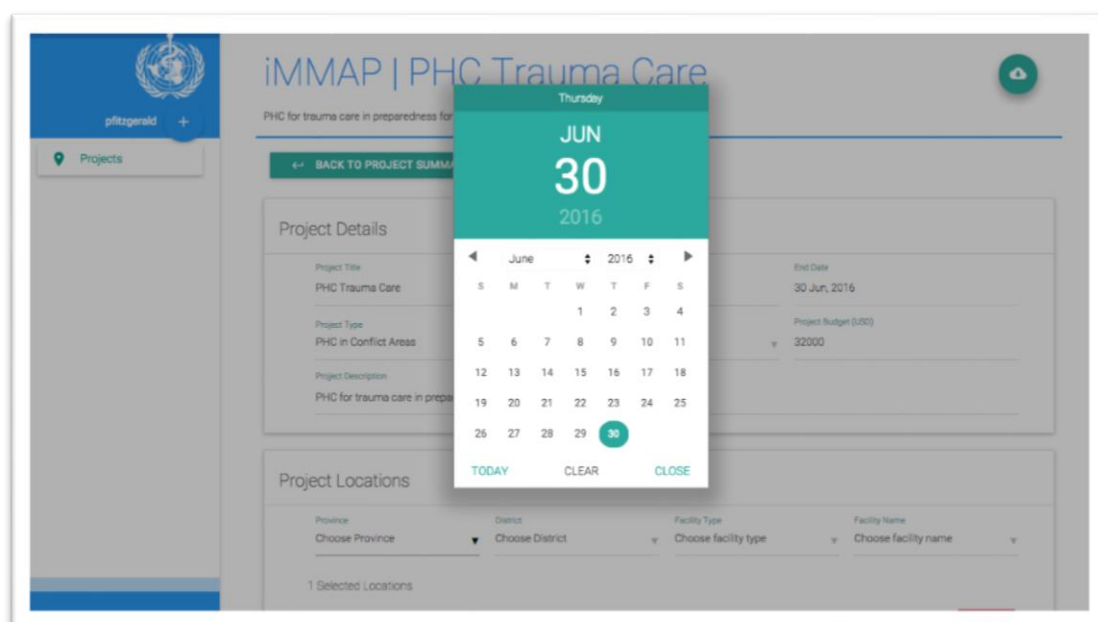 iMMAP | PHC Trauma Care
PHC for trauma care in preparedness for
pfitzgerald +
Projects
BACK TO PROJECT SUMMA
Thursday
JUN
30
2016
June 2016
S M T W T F S
1 2 3 4
5 6 7 8 9 10 11
12 13 14 15 16 17 18
19 20 21 22 23 24 25
26 27 28 29 30
TODAY CLEAR CLOSE
Project Details
Project Title
PHC Trauma Care
End Date
30 Jun, 2016
Project Type
PHC in Conflict Areas
Project Budget (USD)
32000
Project Description
PHC for trauma care in prepa
Project Locations
Province District Facility Type Facility Name
Choose Province Choose District Choose facility type Choose facility name
1 Selected Locations